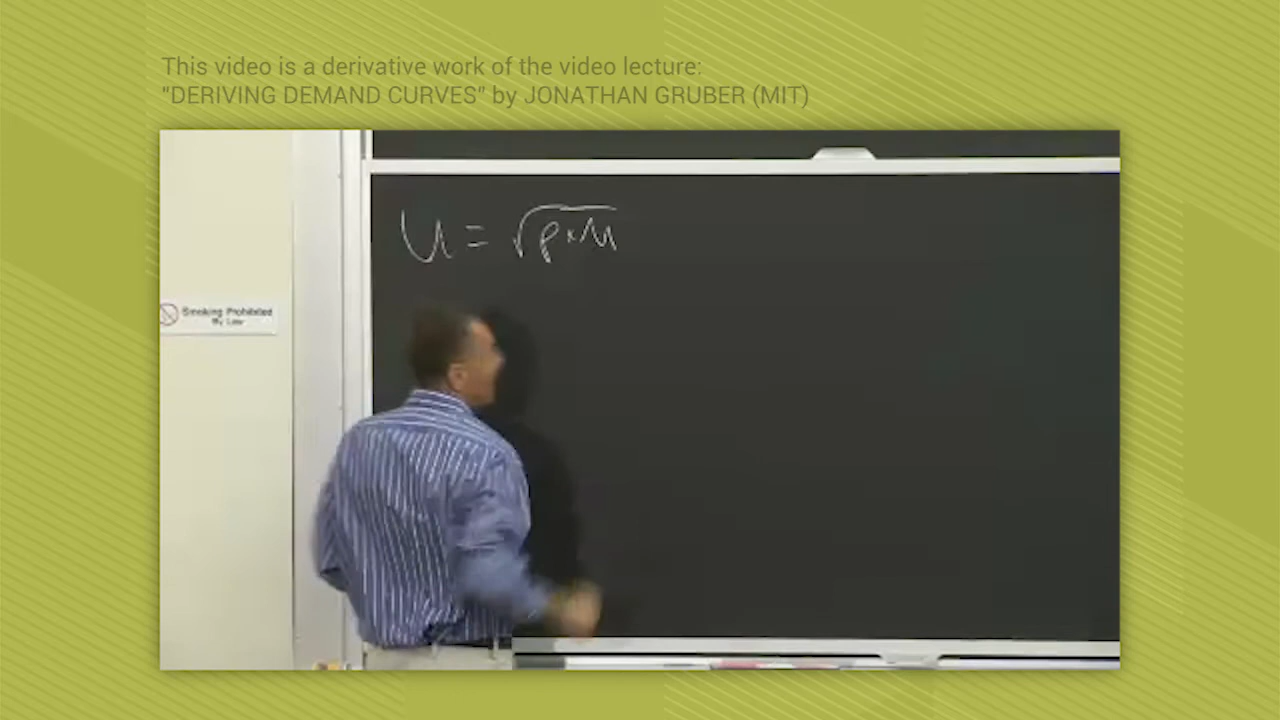 This video is a derivative work of the video lecture:
"DERIVING DEMAND CURVES" by JONATHAN GRUBER (MIT)
U = √P×M
Smoking Prohibited
By Law